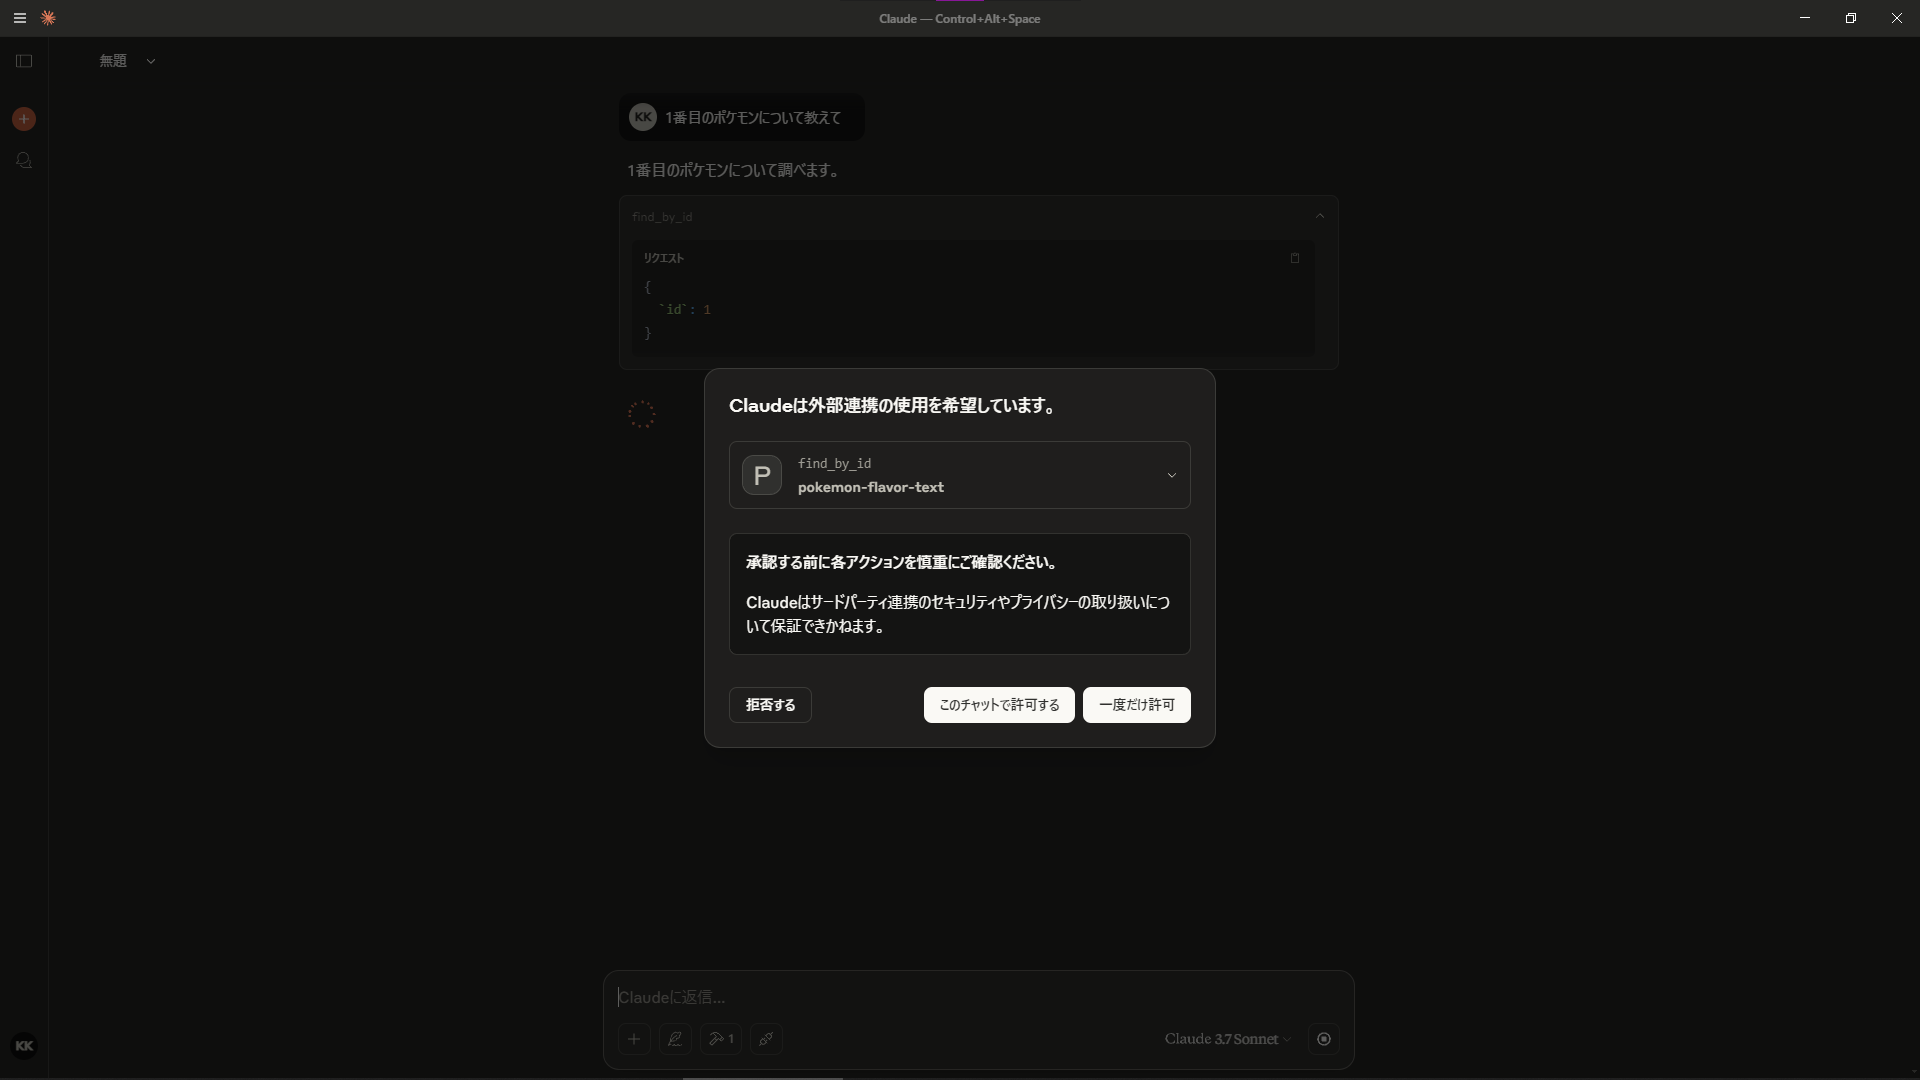 Claude — Control+Alt+Space
無題
KK
1番目のポケモンについて教えて
1番目のポケモンについて調べます。
find_by_id
リクエスト
{
`id`: 1
}
Claudeは外部連携の使用を希望しています。
P
find_by_id
pokemon-flavor-text
承認する前に各アクションを慎重にご確認ください。
Claudeはサードパーティ連携のセキュリティやプライバシーの取り扱いにつ
いて保証できかねます。
拒否する
このチャットで許可する
一度だけ許可
Claudeに返信...
1
Claude 3.7 Sonnet
KK